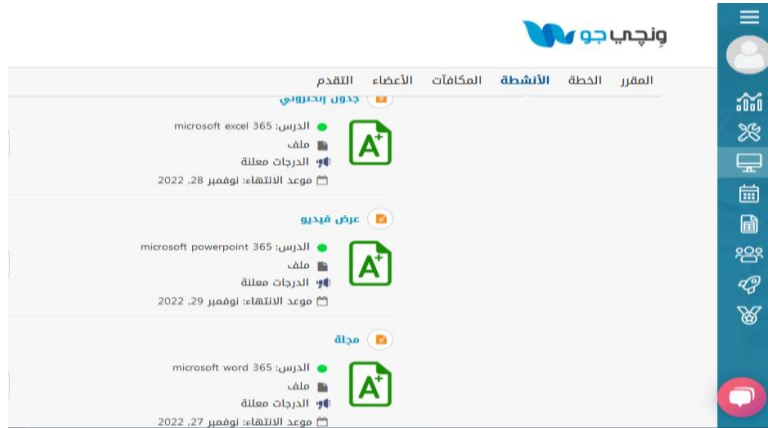 ونچي جو
المقرر الخطة الأنشطة المكافآت الأعضاء التقدم
جدول إلكتروني
الدرس: microsoft excel 365
ملف
الدرجات معلنة
موعد الانتهاء: نوفمبر 28, 2022
عرض فيديو
الدرس: microsoft powerpoint 365
ملف
الدرجات معلنة
موعد الانتهاء: نوفمبر 29, 2022
مجلة
الدرس: microsoft word 365
ملف
الدرجات معلنة
موعد الانتهاء: نوفمبر 27, 2022